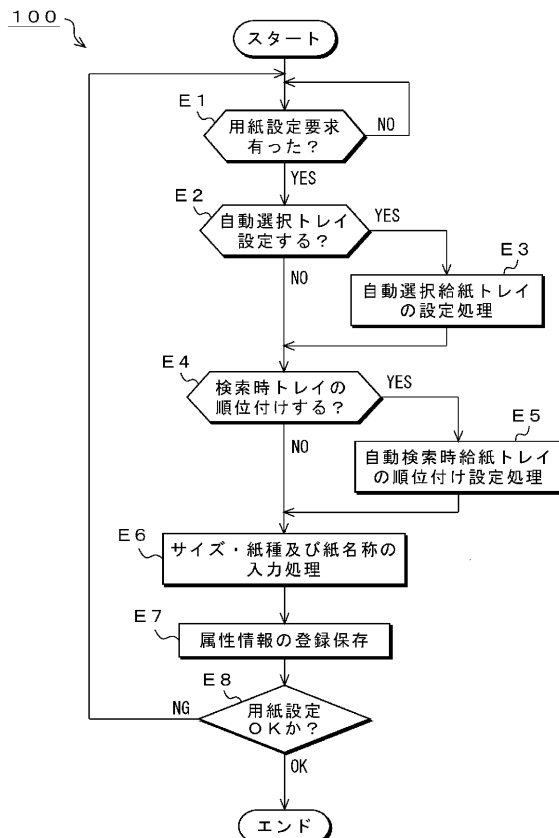 100
スタート
E1
用紙設定要求
有った？
NO
YES
E2
自動選択トレイ
設定する？
YES
NO
E3
自動選択給紙トレイ
の設定処理
E4
検索時トレイの
順位付けする？
YES
NO
E5
自動検索時給紙トレイ
の順位付け設定処理
E6
サイズ・紙種及び紙名称の
入力処理
E7
属性情報の登録保存
E8
用紙設定
OKか？
NG
OK
エンド